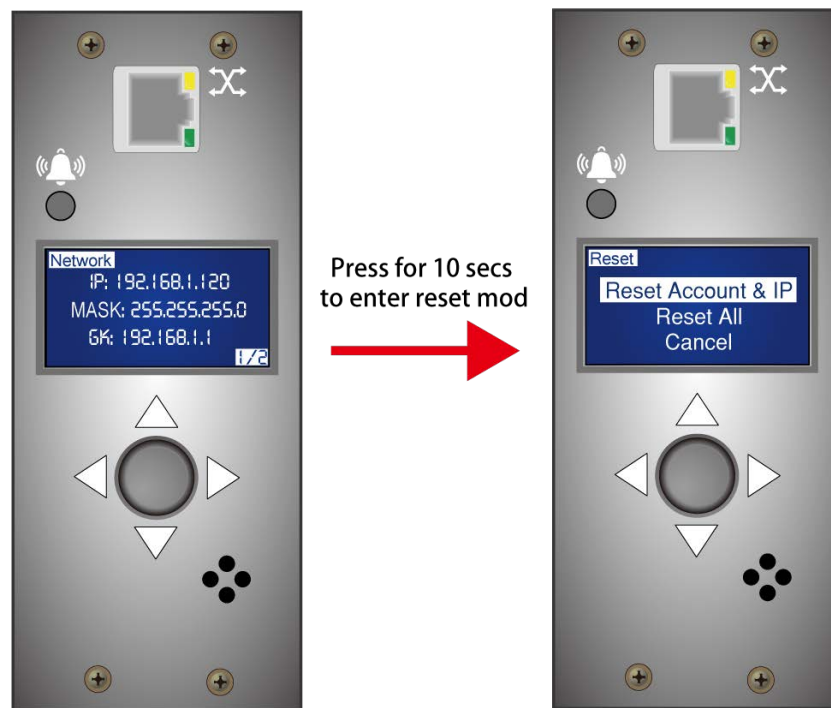 Network
IP: 192.168.1.120
MASK: 255.255.255.0
GK: 192.168.1.1
1/2
Press for 10 secs
to enter reset mod
Reset
Reset Account & IP
Reset All
Cancel